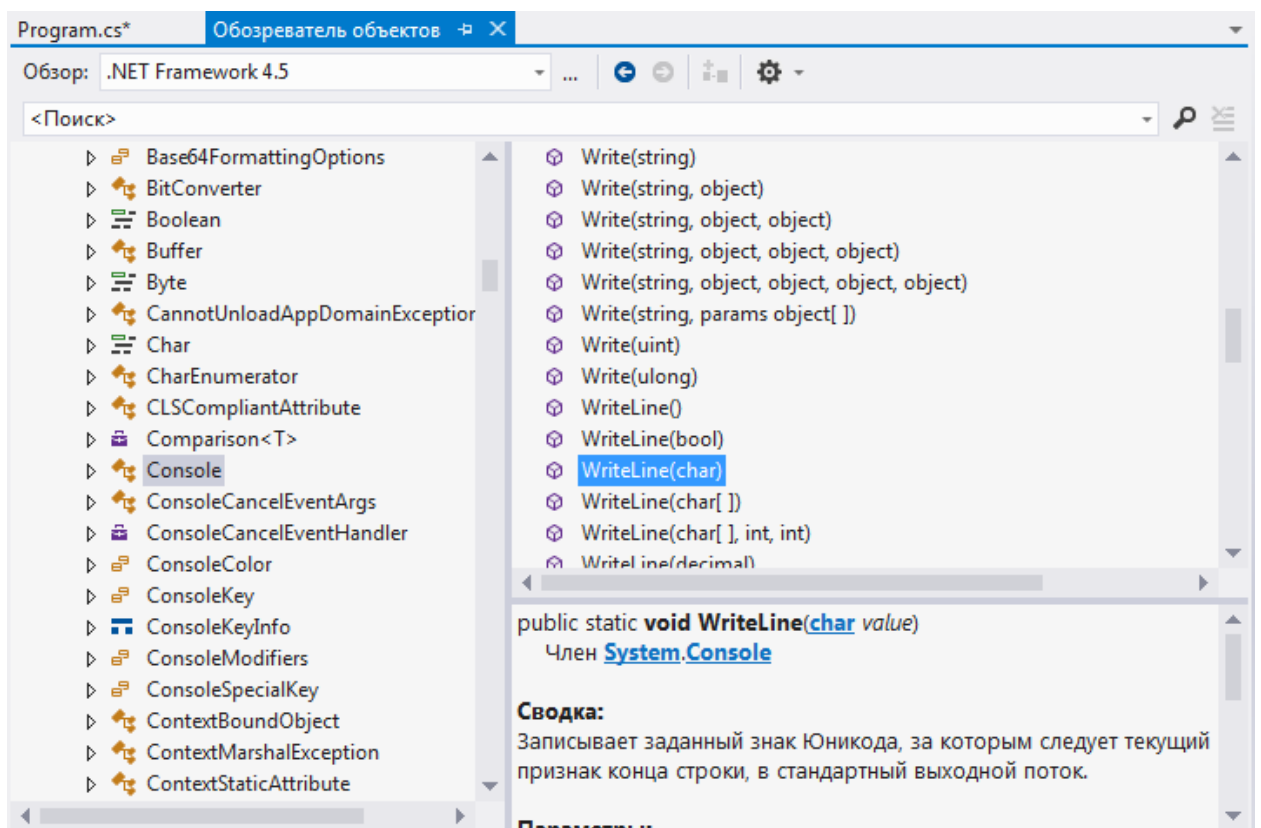 Program.cs*
Обозреватель объектов
Обзор: .NET Framework 4.5 ...
<Поиск>
Base64FormattingOptions
BitConverter
Boolean
Buffer
Byte
CannotUnloadAppDomainException
Char
CharEnumerator
CLSCompliantAttribute
Comparison<T>
Console
ConsoleCancelEventArgs
ConsoleCancelEventHandler
ConsoleColor
ConsoleKey
ConsoleKeyInfo
ConsoleModifiers
ConsoleSpecialKey
ContextBoundObject
ContextMarshalException
ContextStaticAttribute
Write(string)
Write(string, object)
Write(string, object, object)
Write(string, object, object, object)
Write(string, object, object, object, object)
Write(string, params object[ ])
Write(uint)
Write(ulong)
WriteLine()
WriteLine(bool)
WriteLine(char)
WriteLine(char[ ])
WriteLine(char[ ], int, int)
WriteLine(decimal)
public static void WriteLine(char value)
Член System.Console
Сводка:
Записывает заданный знак Юникода, за которым следует текущий
признак конца строки, в стандартный выходной поток.
Параметры: